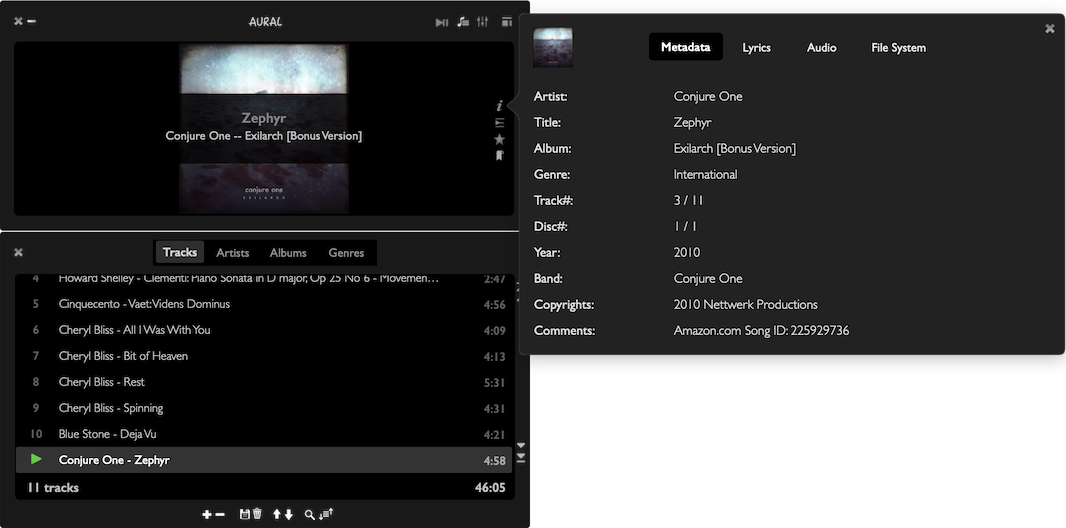 AURAL
Zephyr
Conjure One -- Exilarch [Bonus Version]
conjure one
EXILARCH
Metadata Lyrics Audio File System
Artist: Conjure One
Title: Zephyr
Album: Exilarch [Bonus Version]
Genre: International
Track#: 3 / 11
Disc#: 1 / 1
Year: 2010
Band: Conjure One
Copyrights: 2010 Nettwerk Productions
Comments: Amazon.com Song ID: 225929736
Tracks Artists Albums Genres
4 Howard Shelley - Clementi: Piano Sonata in D major, Op 25 No 6 - Movemen... 2:47
5 Cinquecento - Vaet: Videns Dominus 4:56
6 Cheryl Bliss - All I Was With You 4:09
7 Cheryl Bliss - Bit of Heaven 4:13
8 Cheryl Bliss - Rest 5:31
9 Cheryl Bliss - Spinning 4:31
10 Blue Stone - Deja Vu 4:21
Conjure One - Zephyr 4:58
11 tracks 46:05